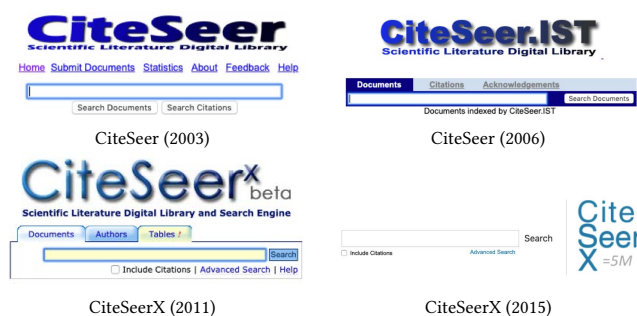 CiteSeer
Scientific Literature Digital Library
Home Submit Documents Statistics About Feedback Help
Search Documents Search Citations
CiteSeer (2003)
CiteSeer.IST
Scientific Literature Digital Library
Documents Citations Acknowledgements
Search Documents
Documents indexed by CiteSeer.IST
CiteSeer (2006)
CiteSeerx beta
Scientific Literature Digital Library and Search Engine
Documents Authors Tables !
Search
Include Citations | Advanced Search | Help
CiteSeerX (2011)
Search
Include Citations Advanced Search
Cite
Seer
X =5M
CiteSeerX (2015)